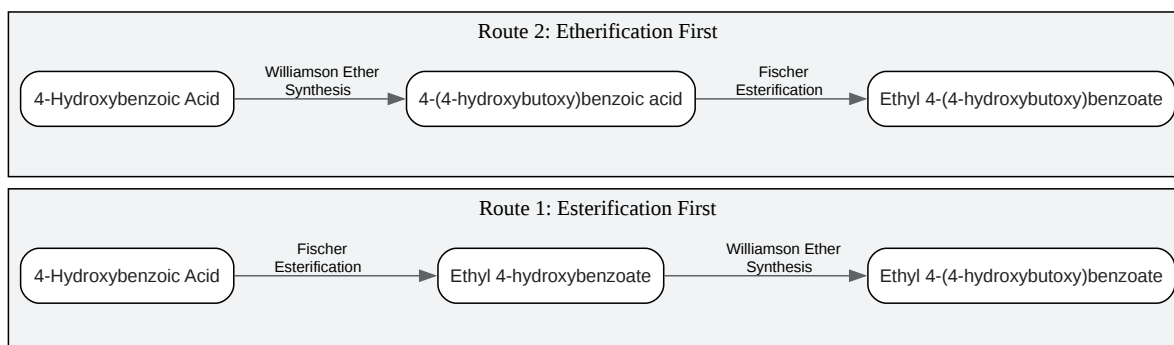 Route 2: Etherification First
Williamson Ether
Synthesis
Fischer
Esterification
4-Hydroxybenzoic Acid
4-(4-hydroxybutoxy)benzoic acid
Ethyl 4-(4-hydroxybutoxy)benzoate
Route 1: Esterification First
Fischer
Esterification
Williamson Ether
Synthesis
4-Hydroxybenzoic Acid
Ethyl 4-hydroxybenzoate
Ethyl 4-(4-hydroxybutoxy)benzoate